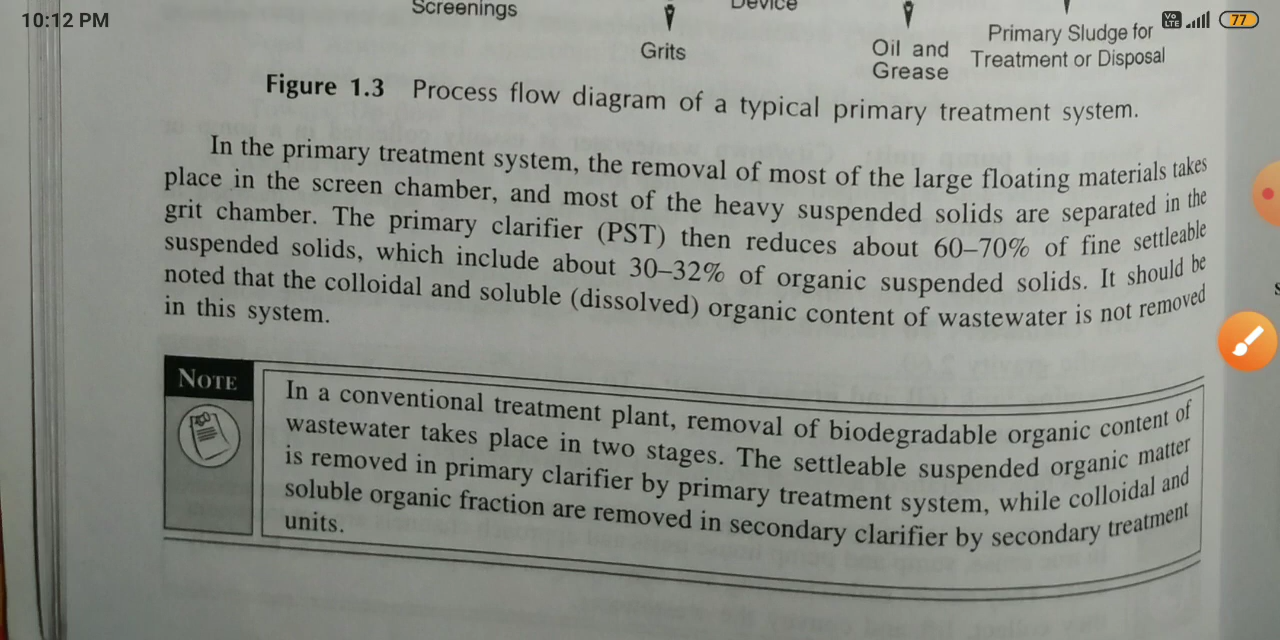 Screenings
Device
10:12 PM
Vo
LTE
77
Grits
Oil and
Grease
Primary Sludge for
Treatment or Disposal
Figure 1.3 Process flow diagram of a typical primary treatment system.
In the primary treatment system, the removal of most of the large floating materials takes
place in the screen chamber, and most of the heavy suspended solids are separated in the
grit chamber. The primary clarifier (PST) then reduces about 60–70% of fine settleable
suspended solids, which include about 30–32% of organic suspended solids. It should be
noted that the colloidal and soluble (dissolved) organic content of wastewater is not removed
in this system.
NOTE
In a conventional treatment plant, removal of biodegradable organic content of
wastewater takes place in two stages. The settleable suspended organic matter
is removed in primary clarifier by primary treatment system, while colloidal and
soluble organic fraction are removed in secondary clarifier by secondary treatment
units.